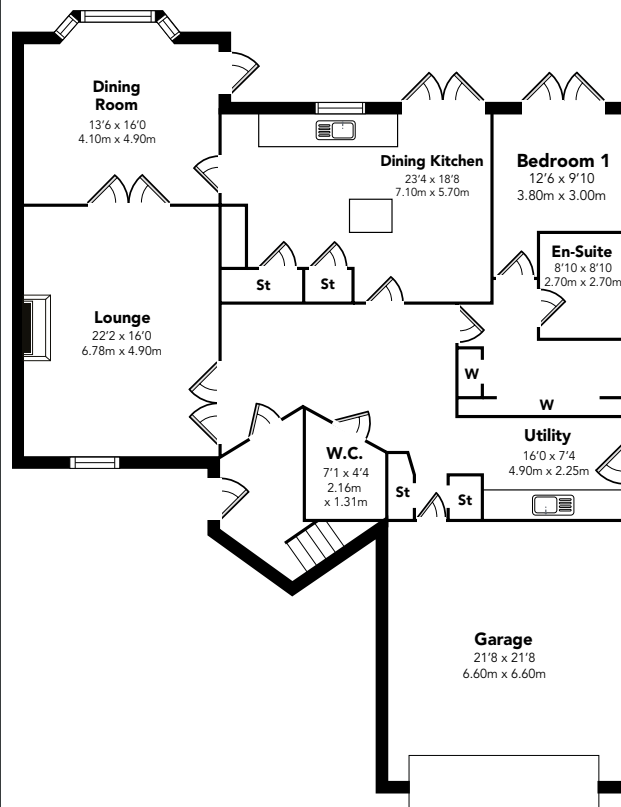 Dining
Room
13'6 x 16'0
4.10m x 4.90m
Dining Kitchen
23'4 x 18'8
7.10m x 5.70m
Bedroom 1
12'6 x 9'10
3.80m x 3.00m
En-Suite
8'10 x 8'10
2.70m x 2.70m
St
St
Lounge
22'2 x 16'0
6.78m x 4.90m
W
W
Utility
16'0 x 7'4
4.90m x 2.25m
W.C.
7'1 x 4'4
2.16m
x 1.31m
St
St
Garage
21'8 x 21'8
6.60m x 6.60m